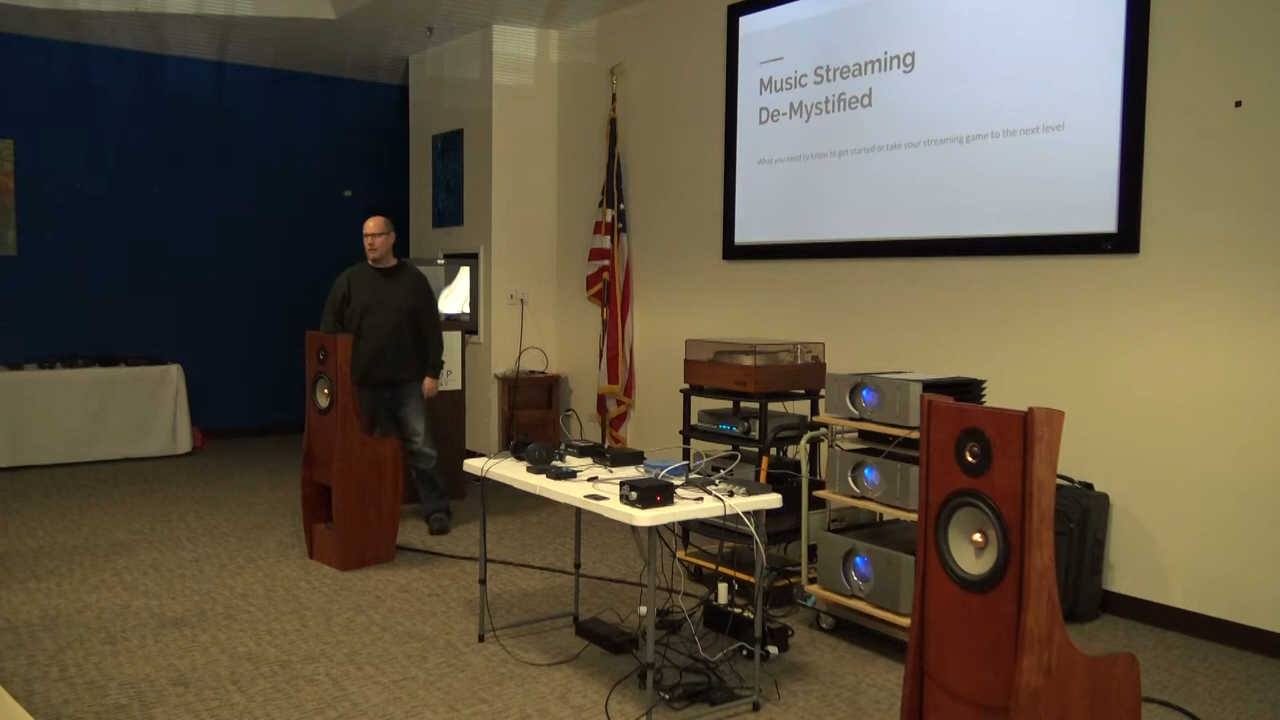 Music Streaming
De-Mystified
What you need to know to get started or take your streaming game to the next level